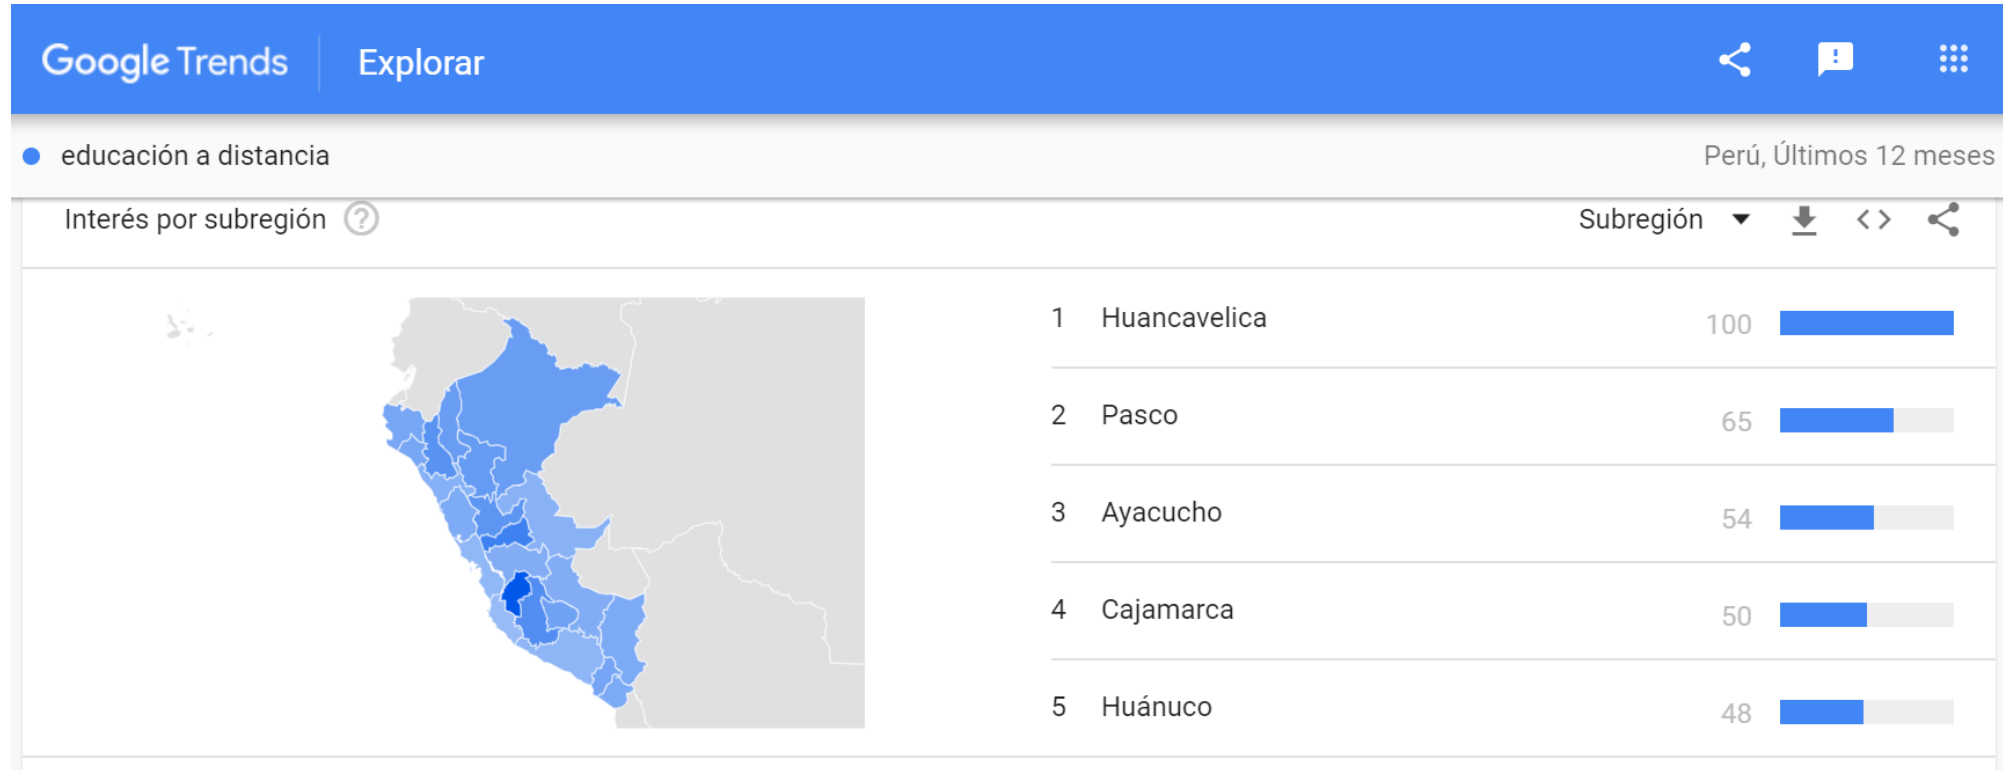 Google Trends Explorar
educación a distancia Perú, Últimos 12 meses
Interés por subregión ? Subregión
1 Huancavelica 100
2 Pasco 65
3 Ayacucho 54
4 Cajamarca 50
5 Huánuco 48